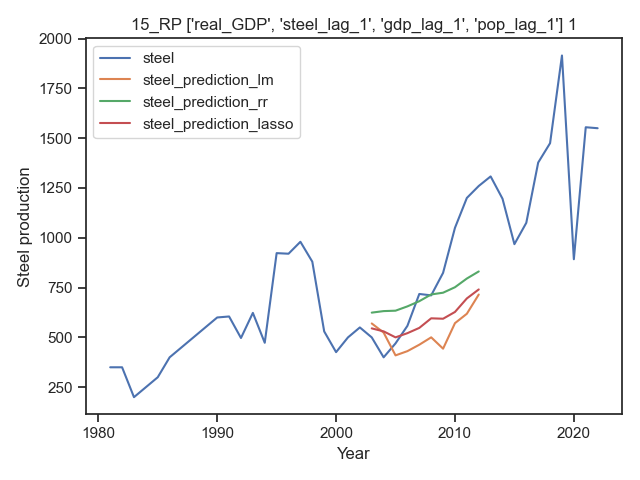 15_RP ['real_GDP', 'steel_lag_1', 'gdp_lag_1', 'pop_lag_1'] 1
2000
1750
1500
1250
1000
750
500
250
Steel production
steel
steel_prediction_lm
steel_prediction_rr
steel_prediction_lasso
1980
1990
2000
2010
2020
Year